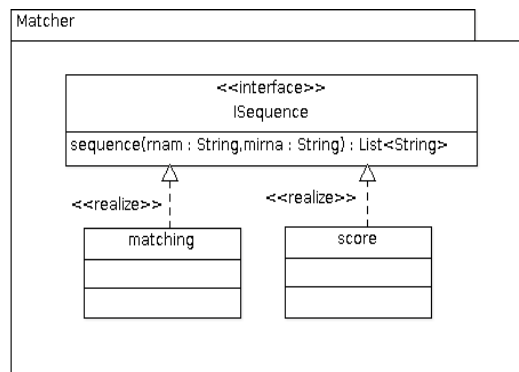 Matcher
<<interface>>
ISequence
sequence(rnam : String,mirna : String) : List<String>
<<realize>>
<<realize>>
matching
score